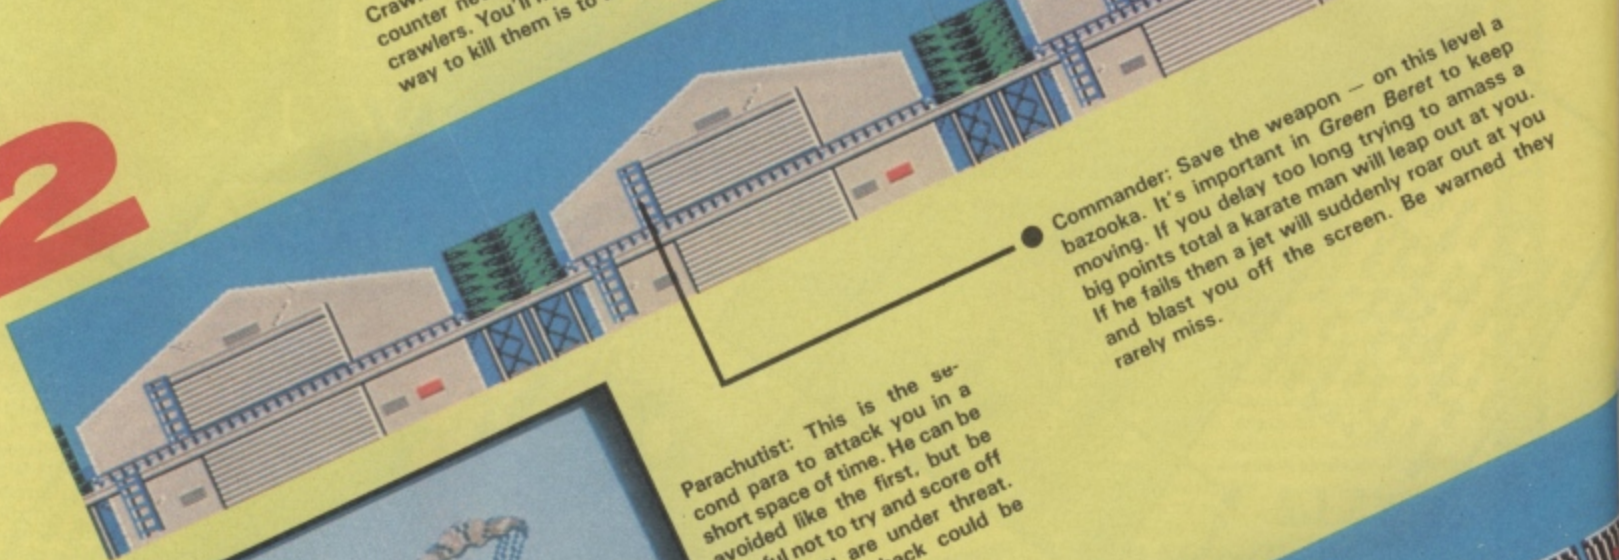 counter
crawlers. You'll
way to kill them is to
2
Commander: Save the weapon — on this level a
bazooka. It's important in Green Beret to keep
moving. If you delay too long trying to amass a
big points total a karate man will leap out at you.
If he fails then a jet will suddenly roar out at you
and blast you off the screen. Be warned they
rarely miss.
Parachutist: This is the se-
cond para to attack you in a
short space of time. He can be
avoided like the first, but be
not to try and score off
are under threat.
could be